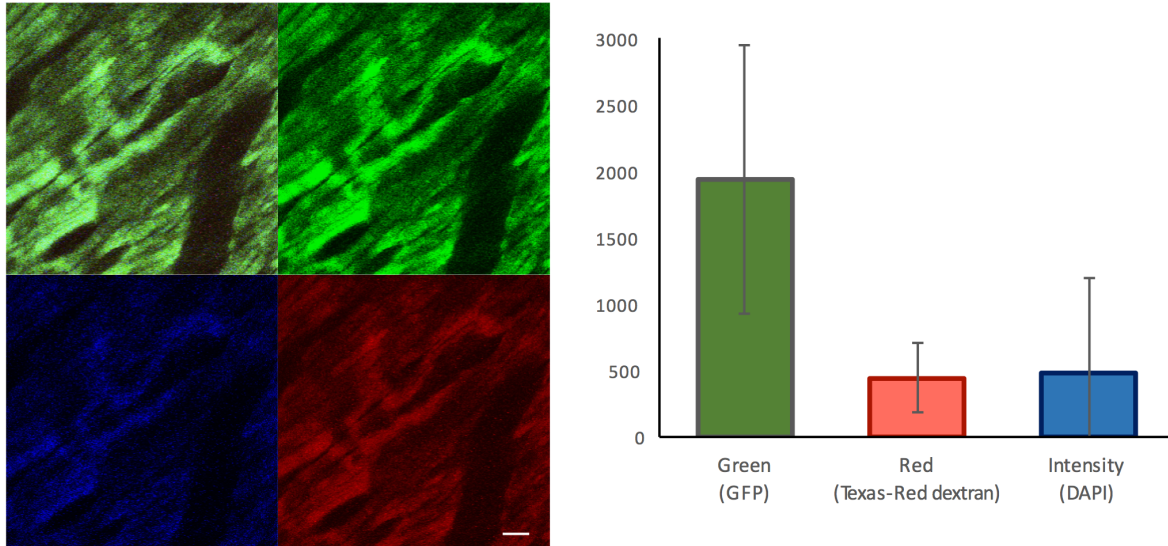 3000
2500
2000
1500
1000
500
0
Green
(GFP)
Red
(Texas-Red dextran)
Intensity
(DAPI)